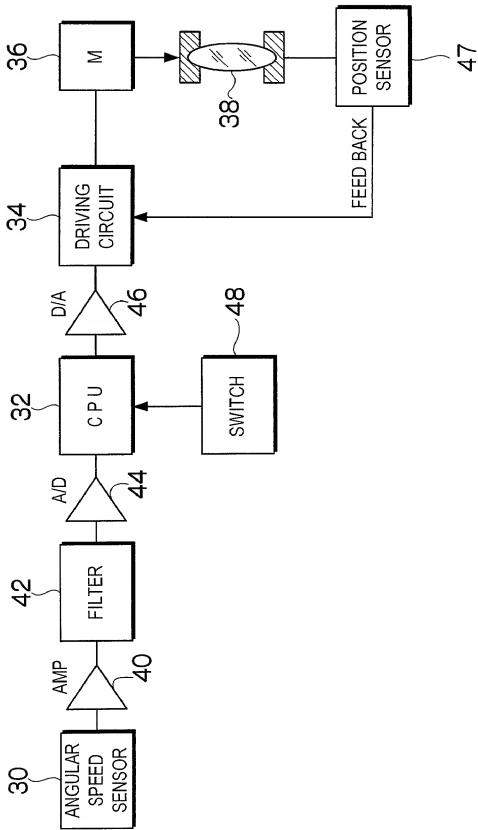 30
ANGULAR
SPEED
SENSOR
AMP
40
42
FILTER
A/D
44
32
CPU
48
SWITCH
D/A
46
34
DRIVING
CIRCUIT
36
M
38
FEED BACK
POSITION
SENSOR
47